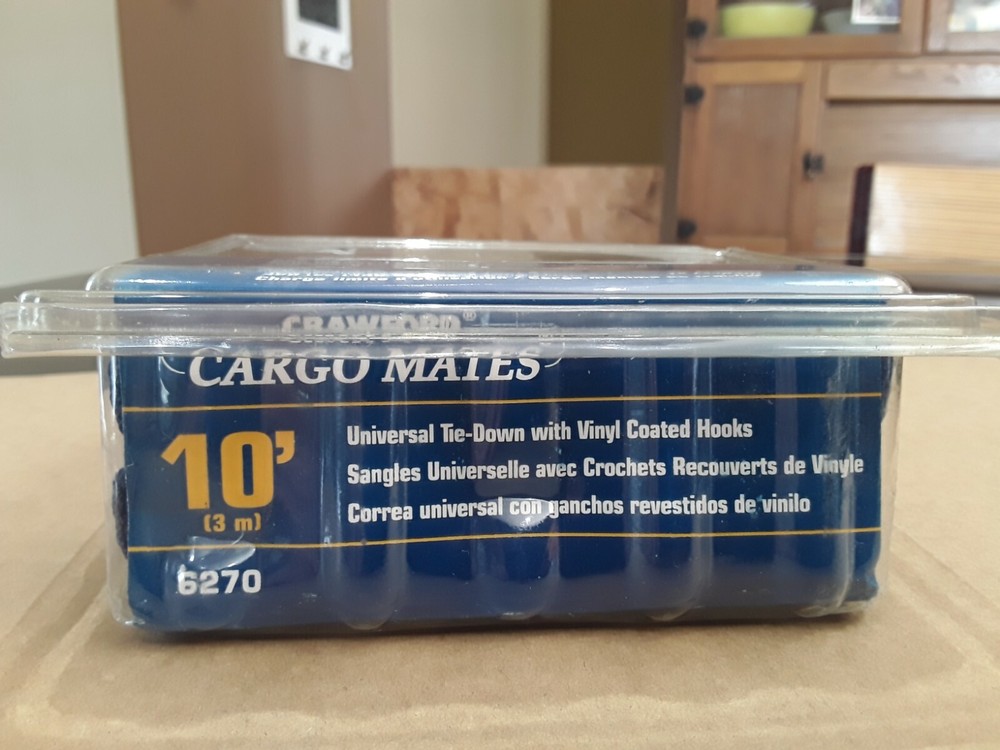 CRAWFORD®
CARGO MATES
10’
(3 m)
Universal Tie-Down with Vinyl Coated Hooks
Sangles Universelle avec Crochets Recouverts de Vinyle
Correa universal con ganchos revestidos de vinilo
6270